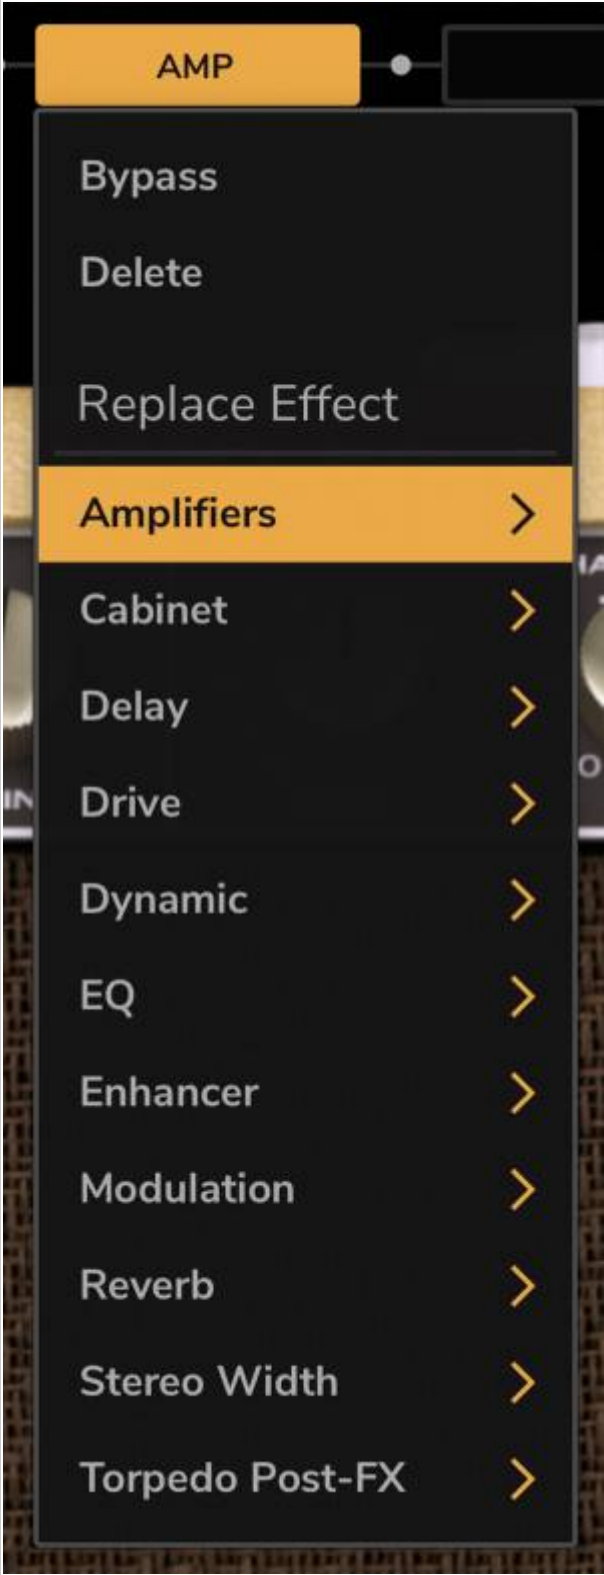 AMP
Bypass
Delete
Replace Effect
Amplifiers
Cabinet
Delay
Drive
Dynamic
EQ
Enhancer
Modulation
Reverb
Stereo Width
Torpedo Post-FX